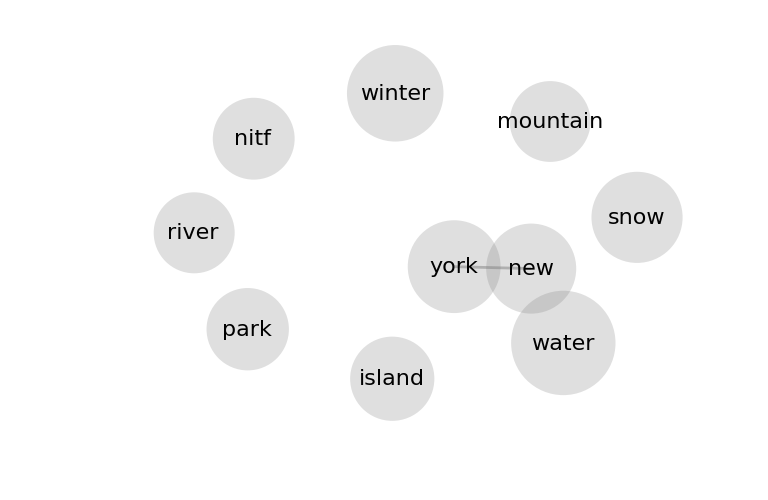 winter
mountain
nitf
snow
river
york
new
park
water
island